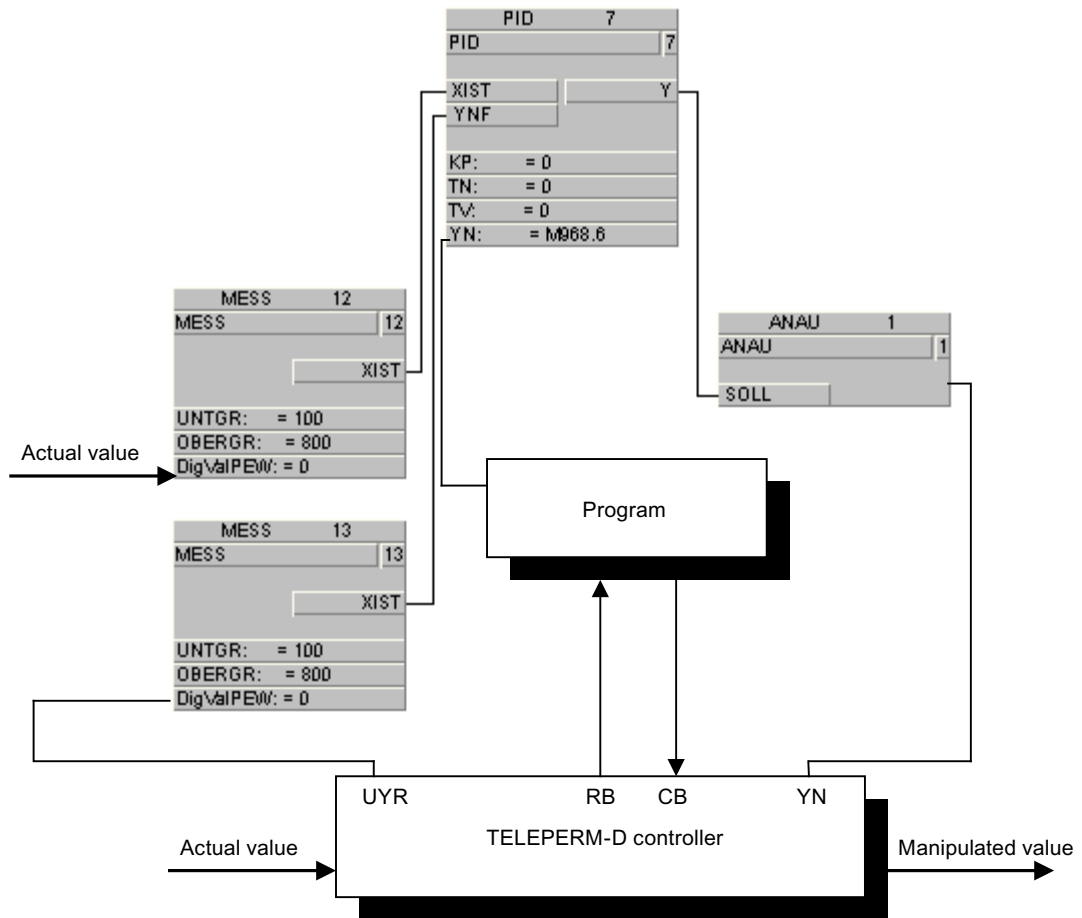 PID 7
PID 7
XIST Y
YNF
KP: = 0
TN: = 0
TV: = 0
YN: = M968.6
MESS 12
MESS 12
XIST
UNTGR: = 100
OBERGR: = 800
DigValPEW: = 0
Actual value
ANAU 1
ANAU 1
SOLL
Program
MESS 13
MESS 13
XIST
UNTGR: = 100
OBERGR: = 800
DigValPEW: = 0
UYR RB CB YN
TELEPERM-D controller
Actual value
Manipulated value